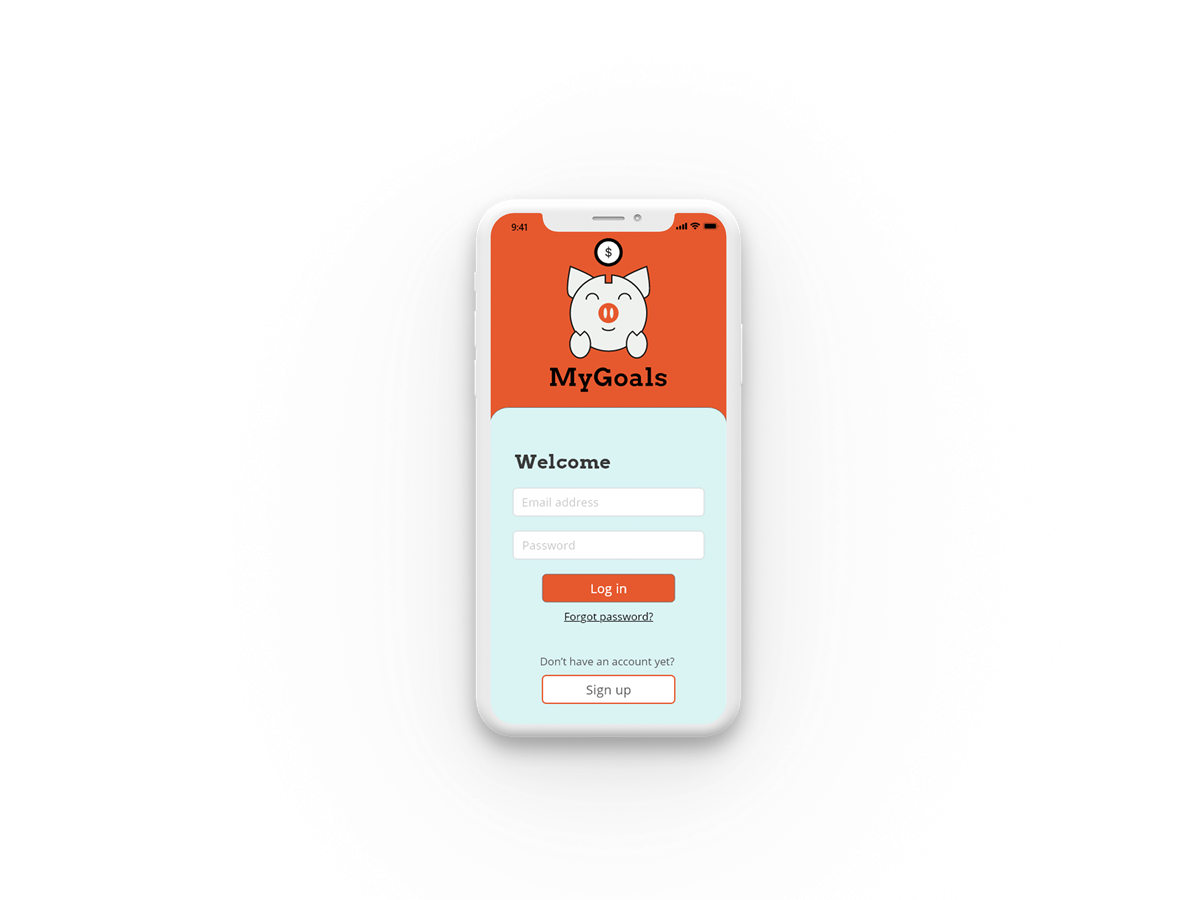 9:41
$
MyGoals
Welcome
Email address
Password
Log in
Forgot password?
Don't have an account yet?
Sign up